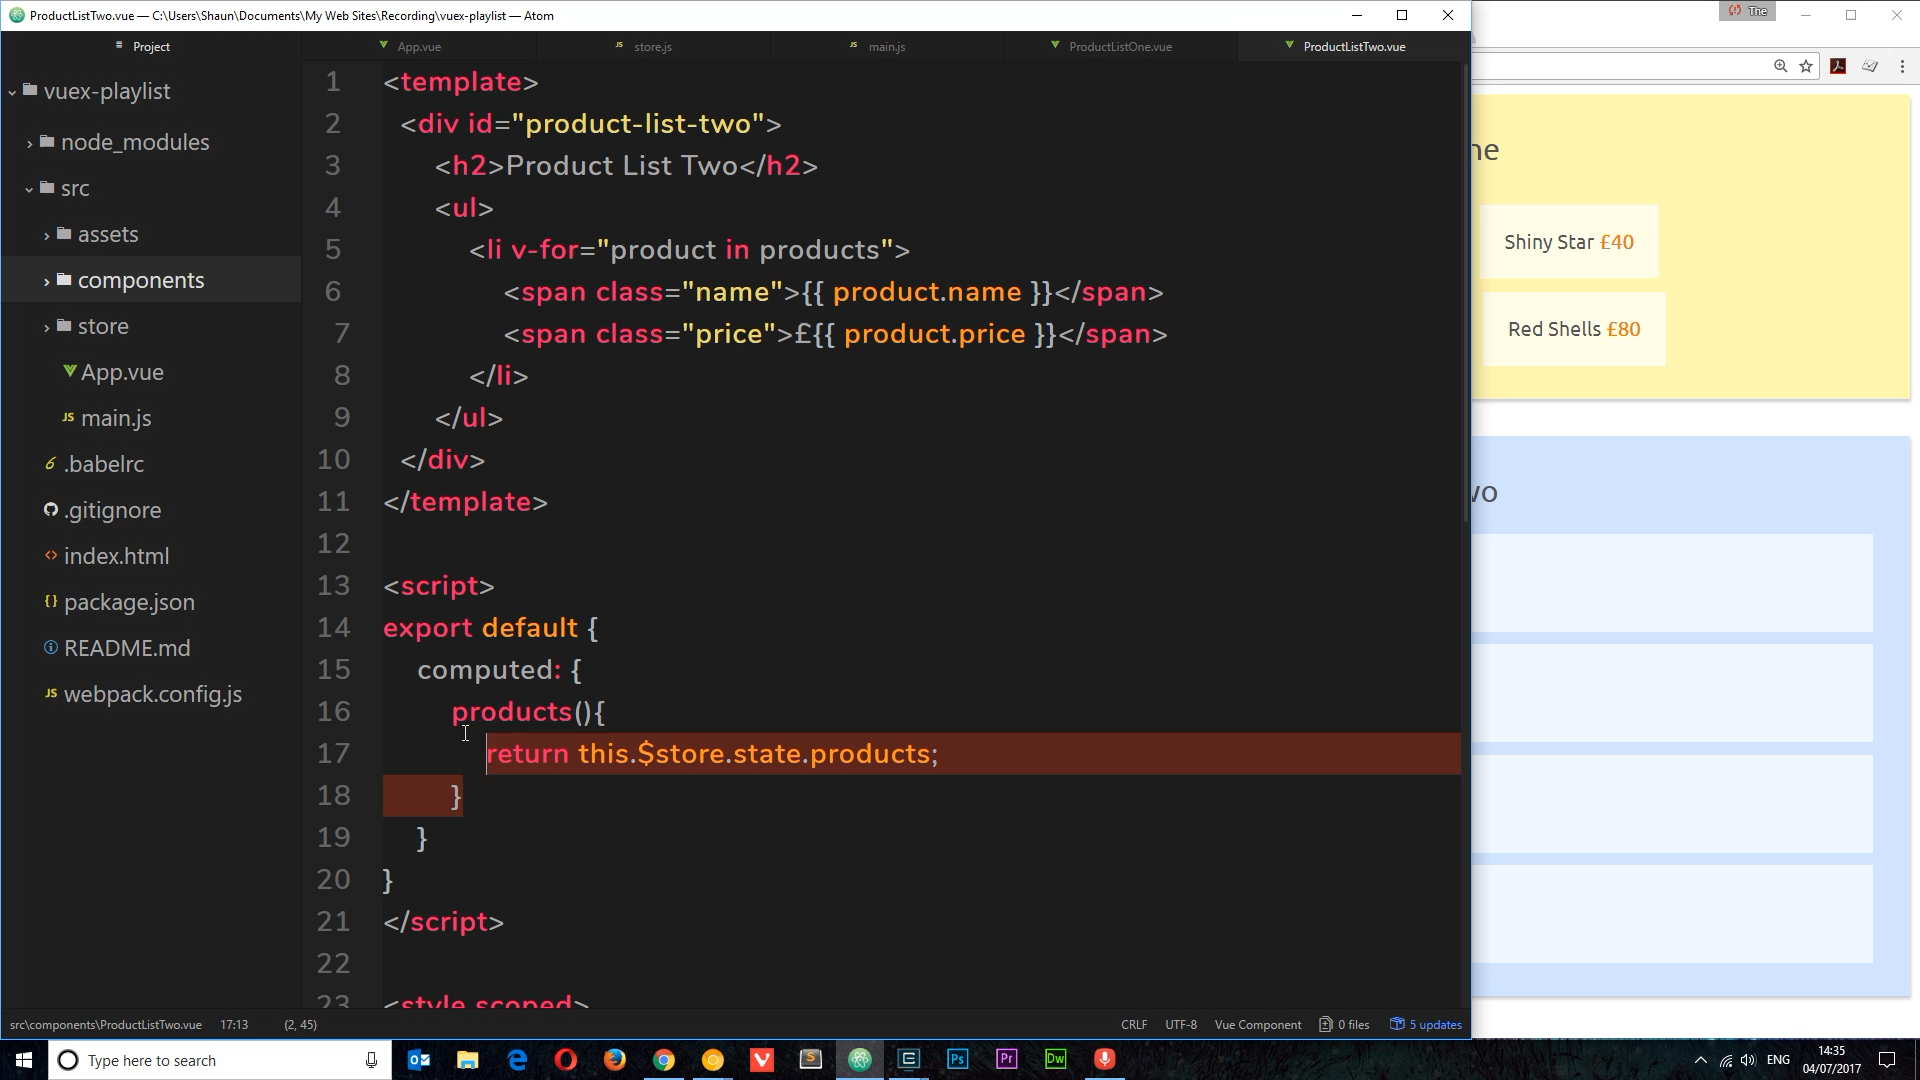 ProductListTwo.vue — C:\Users\Shaun\Documents\My Web Sites\Recording\vuex-playlist — Atom
The
Project
App.vue
store.js
main.js
ProductListOne.vue
ProductListTwo.vue
vuex-playlist
node_modules
src
assets
components
store
App.vue
main.js
.babelrc
.gitignore
index.html
package.json
README.md
webpack.config.js
1 <template>
2 <div id="product-list-two">
3 <h2>Product List Two</h2>
4 <ul>
5 <li v-for="product in products">
6 <span class="name">{{ product.name }}</span>
7 <span class="price">£{{ product.price }}</span>
8 </li>
9 </ul>
10 </div>
11 </template>
12
13 <script>
14 export default {
15 computed: {
16 products(){
17 return this.$store.state.products;
18 }
19 }
20 }
21 </script>
22
23 <style scoped>
ne
Shiny Star £40
Red Shells £80
wo
src\components\ProductListTwo.vue 17:13 (2, 45)
CRLF UTF-8 Vue Component 0 files 5 updates
Type here to search
ENG
14:35
04/07/2017